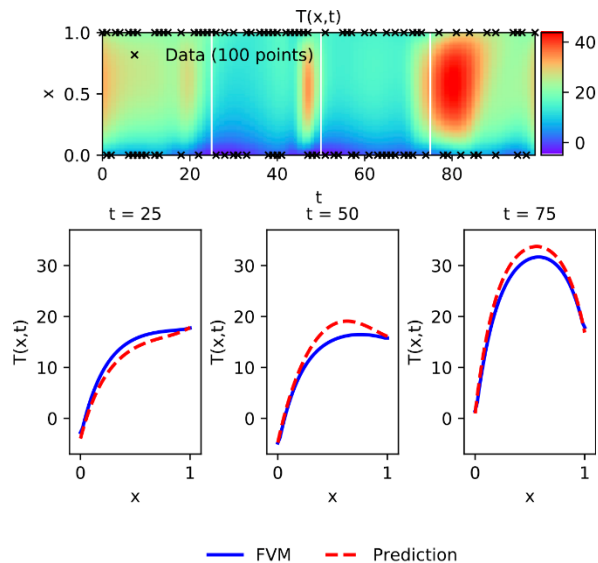 T(x,t)
1.0
0.5
0.0
x
Data (100 points)
0 20 40 60 80
t
40
20
0
t = 25
t = 50
t = 75
30
20
10
0
T(x,t)
0 1
x
30
20
10
0
T(x,t)
0 1
x
30
20
10
0
T(x,t)
0 1
x
FVM Prediction